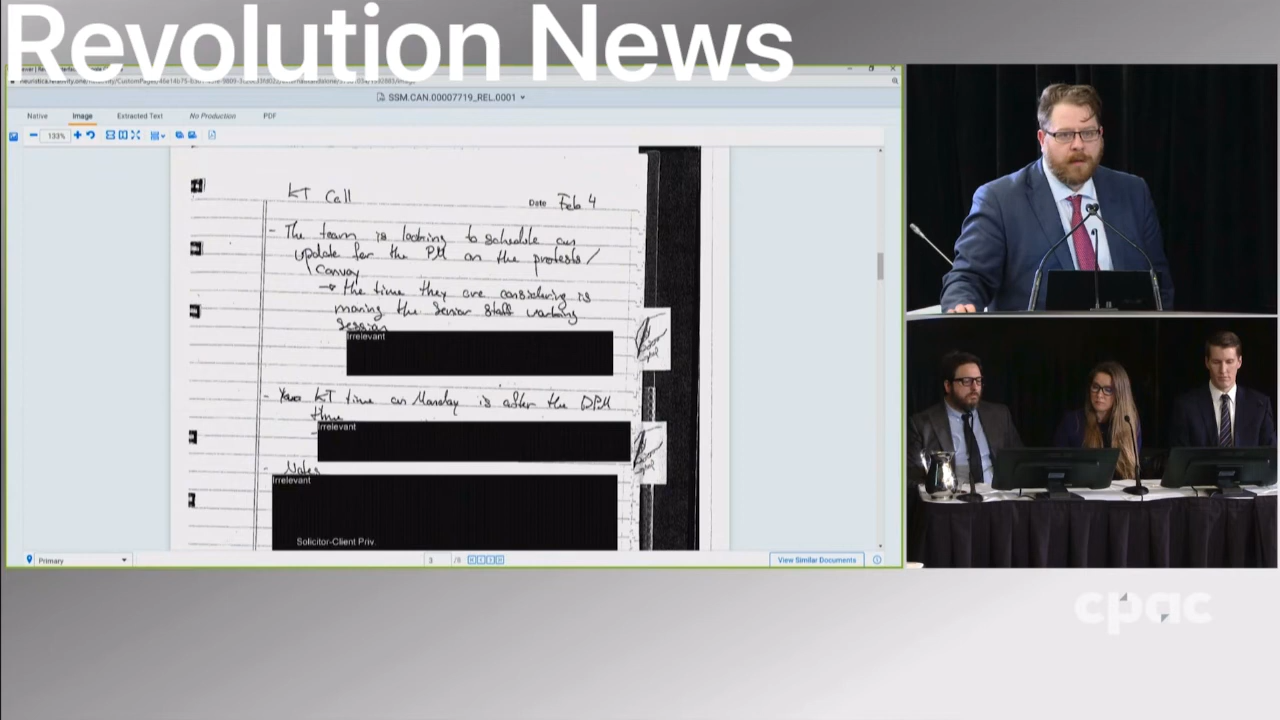 Revolution News
SSM.CAN.00007719_REL.0001
Native
Image
Extracted Text
No Production
PDF
133%
KT Call
Date Feb 4
- The team is looking to schedule an
update for the PM on the protests/
Convoy
→ the time they are considering is
moving the Senior Staff working
session
Irrelevant
- KT time on Monday is after the DPM
time
Irrelevant
- Notes
Irrelevant
Solicitor-Client Priv.
Primary
3
/8
View Similar Documents
cpac